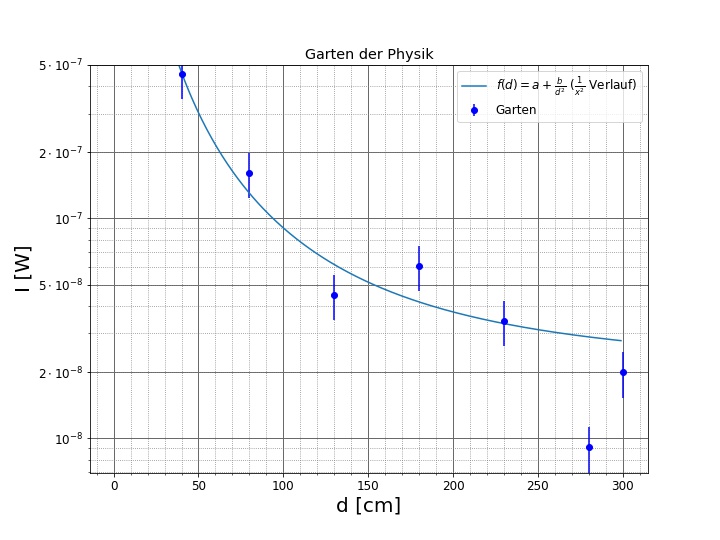 Garten der Physik
f(d) = a + b/d² (1/x² Verlauf)
Garten
I [W]
5·10⁻⁷
2·10⁻⁷
10⁻⁷
5·10⁻⁸
2·10⁻⁸
10⁻⁸
0 50 100 150 200 250 300
d [cm]